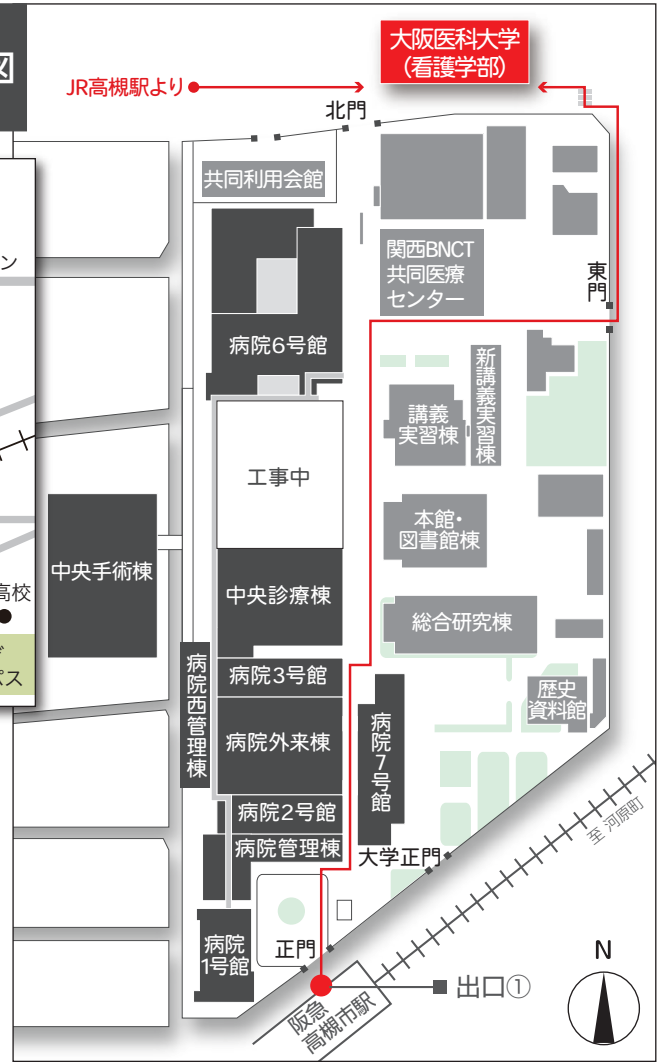 図
大阪医科大学
(看護学部)
JR高槻駅より
北門
共同利用会館
ン
関西BNCT
共同医療
センター
東門
病院6号館
新講義実習棟
講義
実習棟
工事中
本館・
図書館棟
中央手術棟
高校
中央診療棟
総合研究棟
パス
病院西管理棟
病院3号館
歴史
資料館
病院外来棟
病院7号館
病院2号館
至 河原町
病院管理棟
大学正門
病院
1号館
正門
N
出口①
阪急
高槻市駅